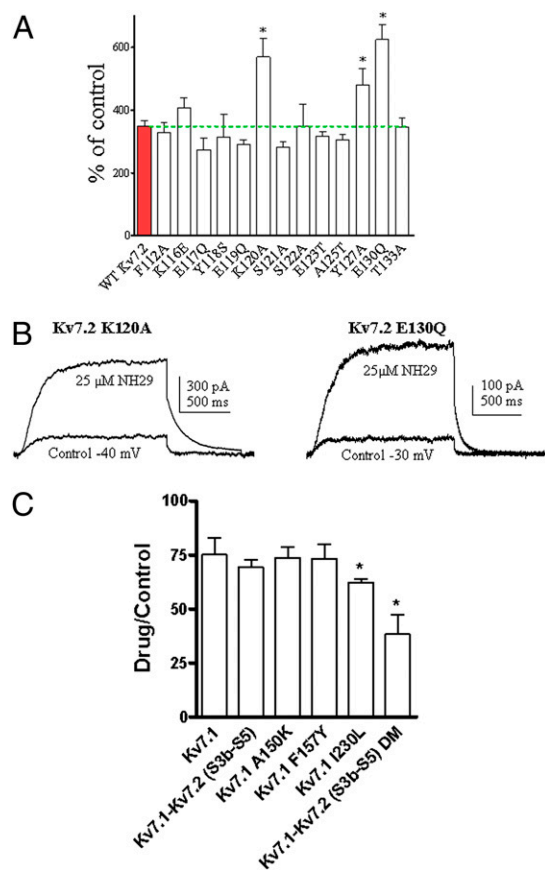 A
% of control
600
400
200
0
*
*
*
WT Kv7.2
F112A
K116E
E117Q
Y118S
E119Q
K120A
S121A
S122A
E123T
A125T
Y127A
E130Q
T133A
B
Kv7.2 K120A
25 µM NH29
300 pA
500 ms
Control -40 mV
Kv7.2 E130Q
25µM NH29
100 pA
500 ms
Control -30 mV
C
Drug/Control
100
75
50
25
0
*
*
Kv7.1
Kv7.1-Kv7.2 (S3b-S5)
Kv7.1 A150K
Kv7.1 F157Y
Kv7.1 I230L
Kv7.1-Kv7.2 (S3b-S5) DM